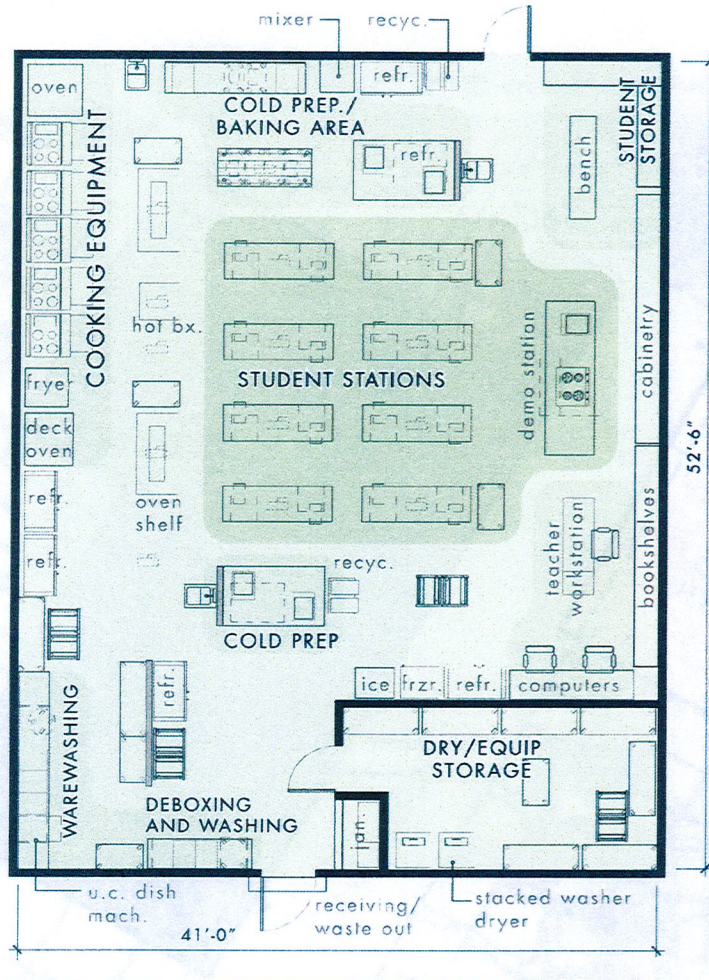 mixer
recyc.
oven
refr.
COLD PREP./
BAKING AREA
STUDENT
STORAGE
refr.
bench
COOKING EQUIPMENT
hot bx.
STUDENT STATIONS
demo station
cabinetry
fryer
deck
oven
52'-6"
refr.
oven
shelf
refr.
recyc.
teacher
workstation
bookshelves
COLD PREP
refr.
ice
frzr.
refr.
computers
WAREWASHING
DRY/EQUIP
STORAGE
DEBOXING
AND WASHING
jan.
u.c. dish
mach.
receiving/
waste out
stacked washer
dryer
41'-0"